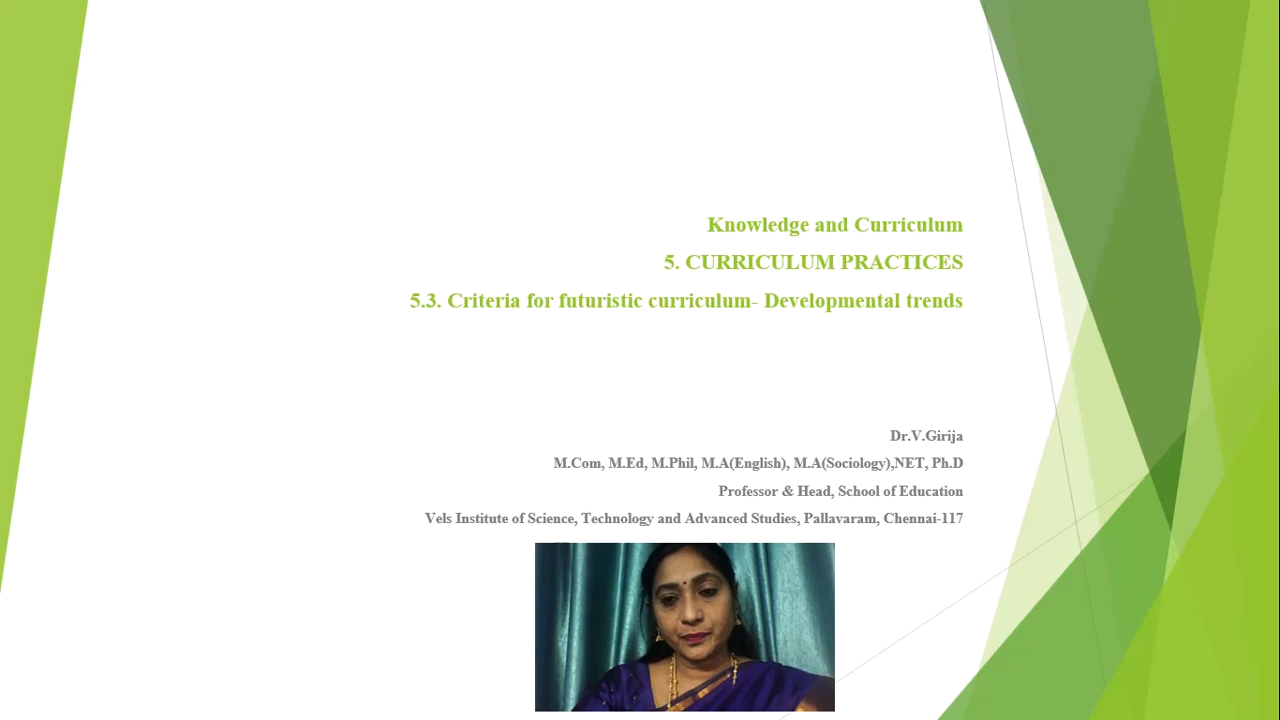 Knowledge and Curriculum
5. CURRICULUM PRACTICES
5.3. Criteria for futuristic curriculum- Developmental trends
Dr.V.Girija
M.Com, M.Ed, M.Phil, M.A(English), M.A(Sociology),NET, Ph.D
Professor & Head, School of Education
Vels Institute of Science, Technology and Advanced Studies, Pallavaram, Chennai-117